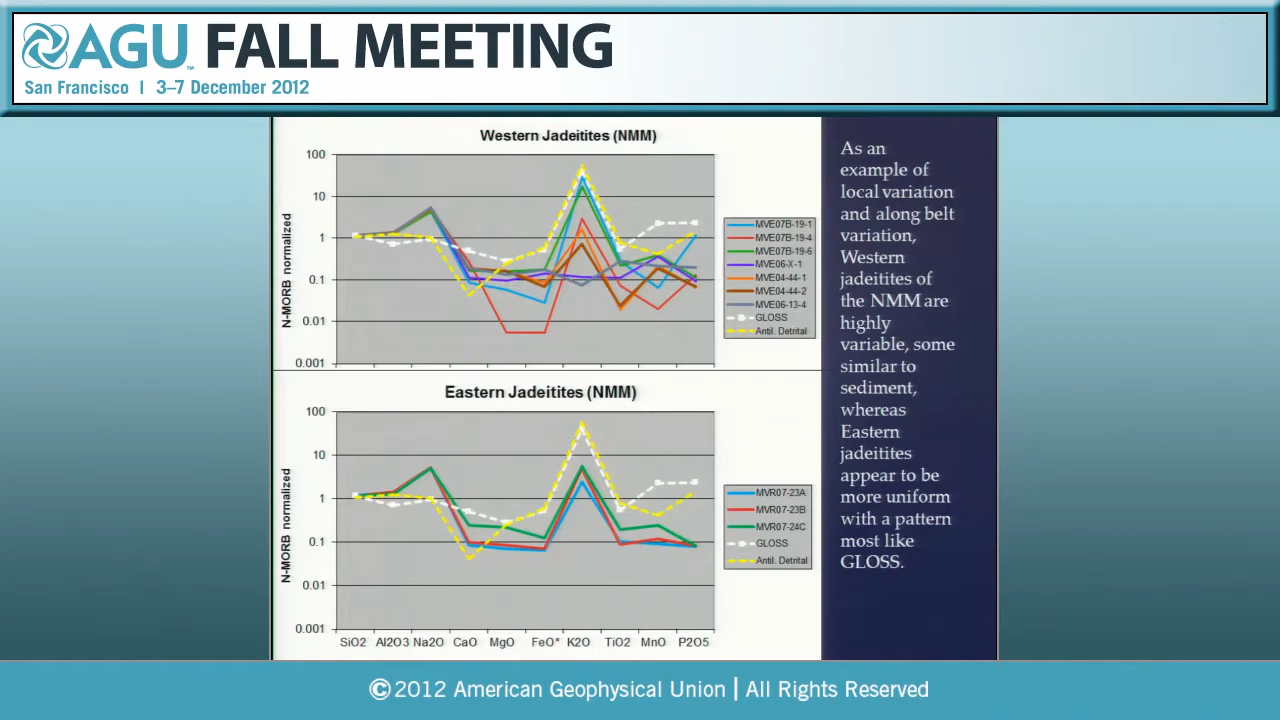 AGU™ FALL MEETING
San Francisco | 3–7 December 2012
Western Jadeitites (NMM)
N-MORB normalized
100
10
1
0.1
0.01
0.001
MVE07B-19-1
MVE07B-19-4
MVE07B-19-6
MVE06-X-1
MVE04-44-1
MVE04-44-2
MVE06-13-4
GLOSS
Antil. Detrital
Eastern Jadeitites (NMM)
N-MORB normalized
100
10
1
0.1
0.01
0.001
SiO2 Al2O3 Na2O CaO MgO FeO* K2O TiO2 MnO P2O5
MVR07-23A
MVR07-23B
MVR07-24C
GLOSS
Antil. Detrital
As an
example of
local variation
and along belt
variation,
Western
jadeitites of
the NMM are
highly
variable, some
similar to
sediment,
whereas
Eastern
jadeitites
appear to be
more uniform
with a pattern
most like
GLOSS.
©2012 American Geophysical Union | All Rights Reserved